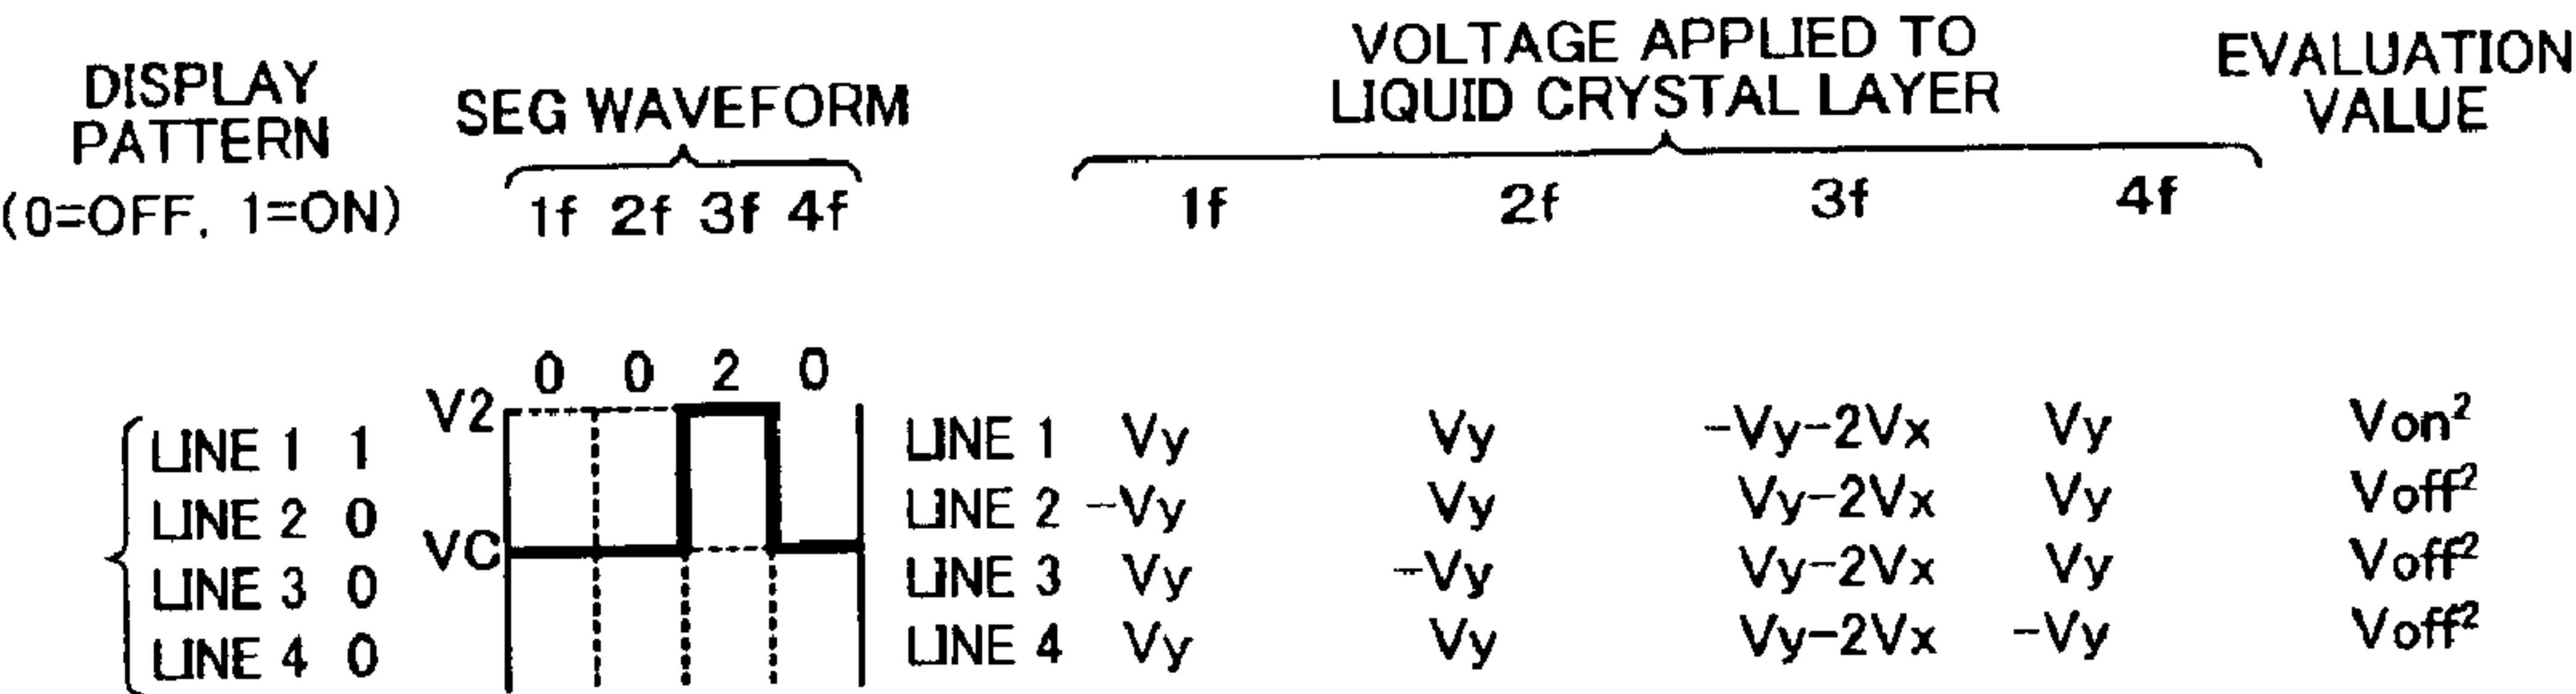 DISPLAY
PATTERN
(0=OFF, 1=ON)
SEG WAVEFORM
1f 2f 3f 4f
VOLTAGE APPLIED TO
LIQUID CRYSTAL LAYER
1f 2f 3f 4f
EVALUATION
VALUE
LINE 1 1
LINE 2 0
LINE 3 0
LINE 4 0
0 0 2 0
V2
VC
LINE 1 Vy Vy -Vy-2Vx Vy Von²
LINE 2 -Vy Vy Vy-2Vx Vy Voff²
LINE 3 Vy -Vy Vy-2Vx Vy Voff²
LINE 4 Vy Vy Vy-2Vx -Vy Voff²